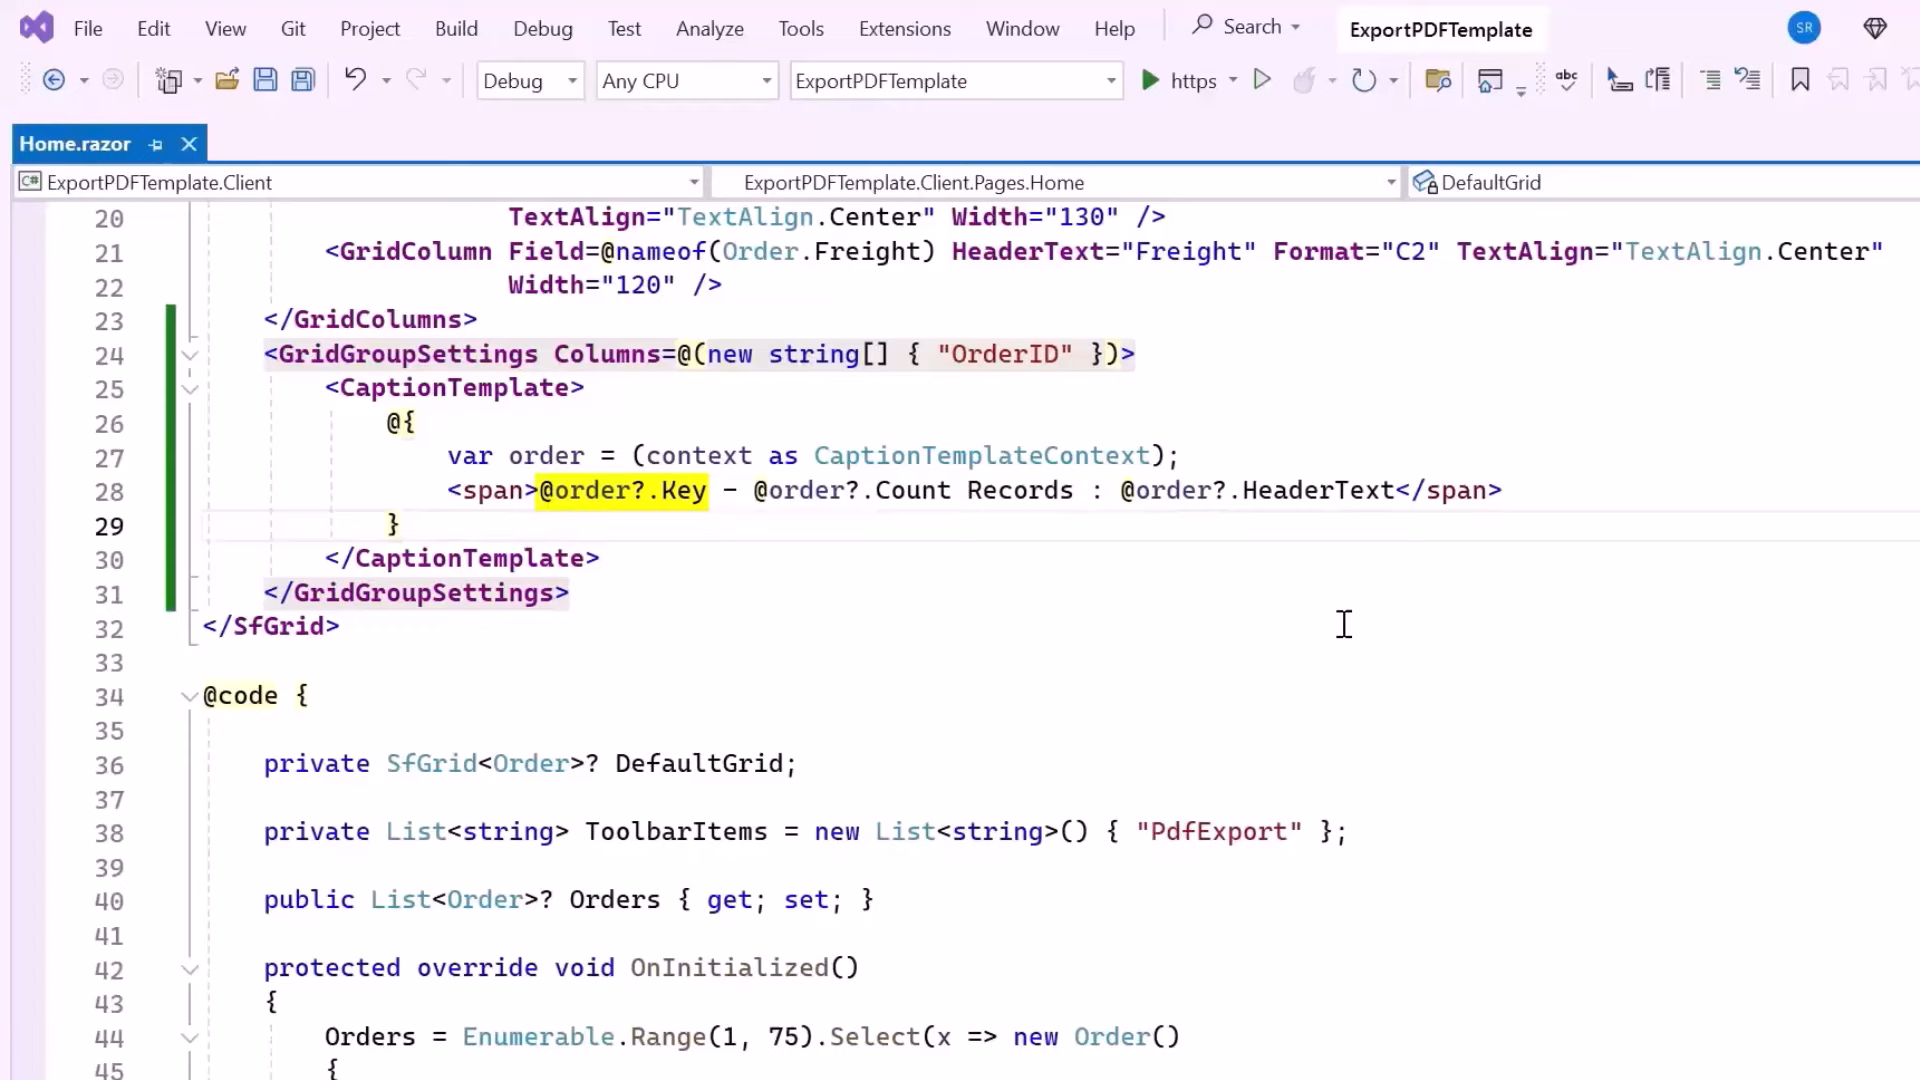 File Edit View Git Project Build Debug Test Analyze Tools Extensions Window Help Search ExportPDFTemplate SR
Debug Any CPU ExportPDFTemplate https abc
Home.razor
C# ExportPDFTemplate.Client ExportPDFTemplate.Client.Pages.Home DefaultGrid
20 TextAlign="TextAlign.Center" Width="130" />
21 <GridColumn Field=@nameof(Order.Freight) HeaderText="Freight" Format="C2" TextAlign="TextAlign.Center"
22 Width="120" />
23 </GridColumns>
24 <GridGroupSettings Columns=@(new string[] { "OrderID" })>
25 <CaptionTemplate>
26 @{
27 var order = (context as CaptionTemplateContext);
28 <span>@order?.Key - @order?.Count Records : @order?.HeaderText</span>
29 }
30 </CaptionTemplate>
31 </GridGroupSettings>
32 </SfGrid>
33
34 @code {
35
36 private SfGrid<Order>? DefaultGrid;
37
38 private List<string> ToolbarItems = new List<string>() { "PdfExport" };
39
40 public List<Order>? Orders { get; set; }
41
42 protected override void OnInitialized()
43 {
44 Orders = Enumerable.Range(1, 75).Select(x => new Order()
45 {